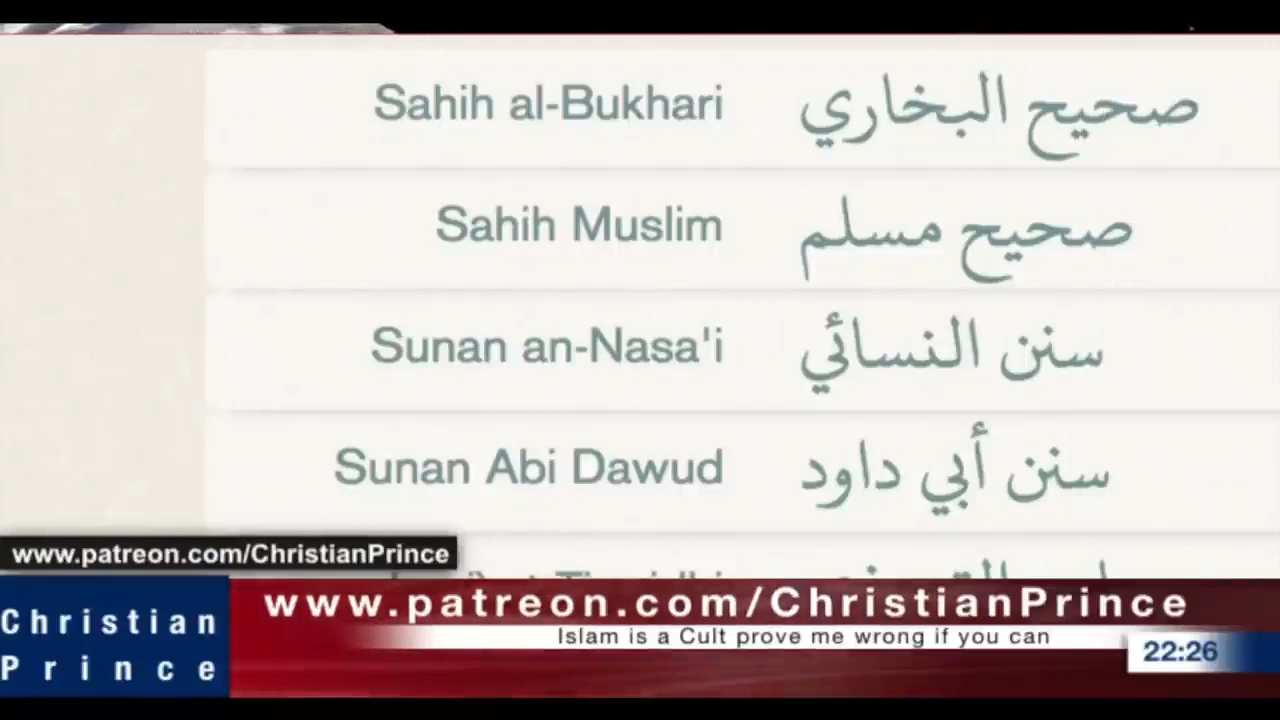 Sahih al-Bukhari صحيح البخاري
Sahih Muslim صحيح مسلم
Sunan an-Nasa'i سنن النسائي
Sunan Abi Dawud سنن أبي داود
www.patreon.com/ChristianPrince
Christian
Prince
www.patreon.com/ChristianPrince
Islam is a Cult prove me wrong if you can
22:26